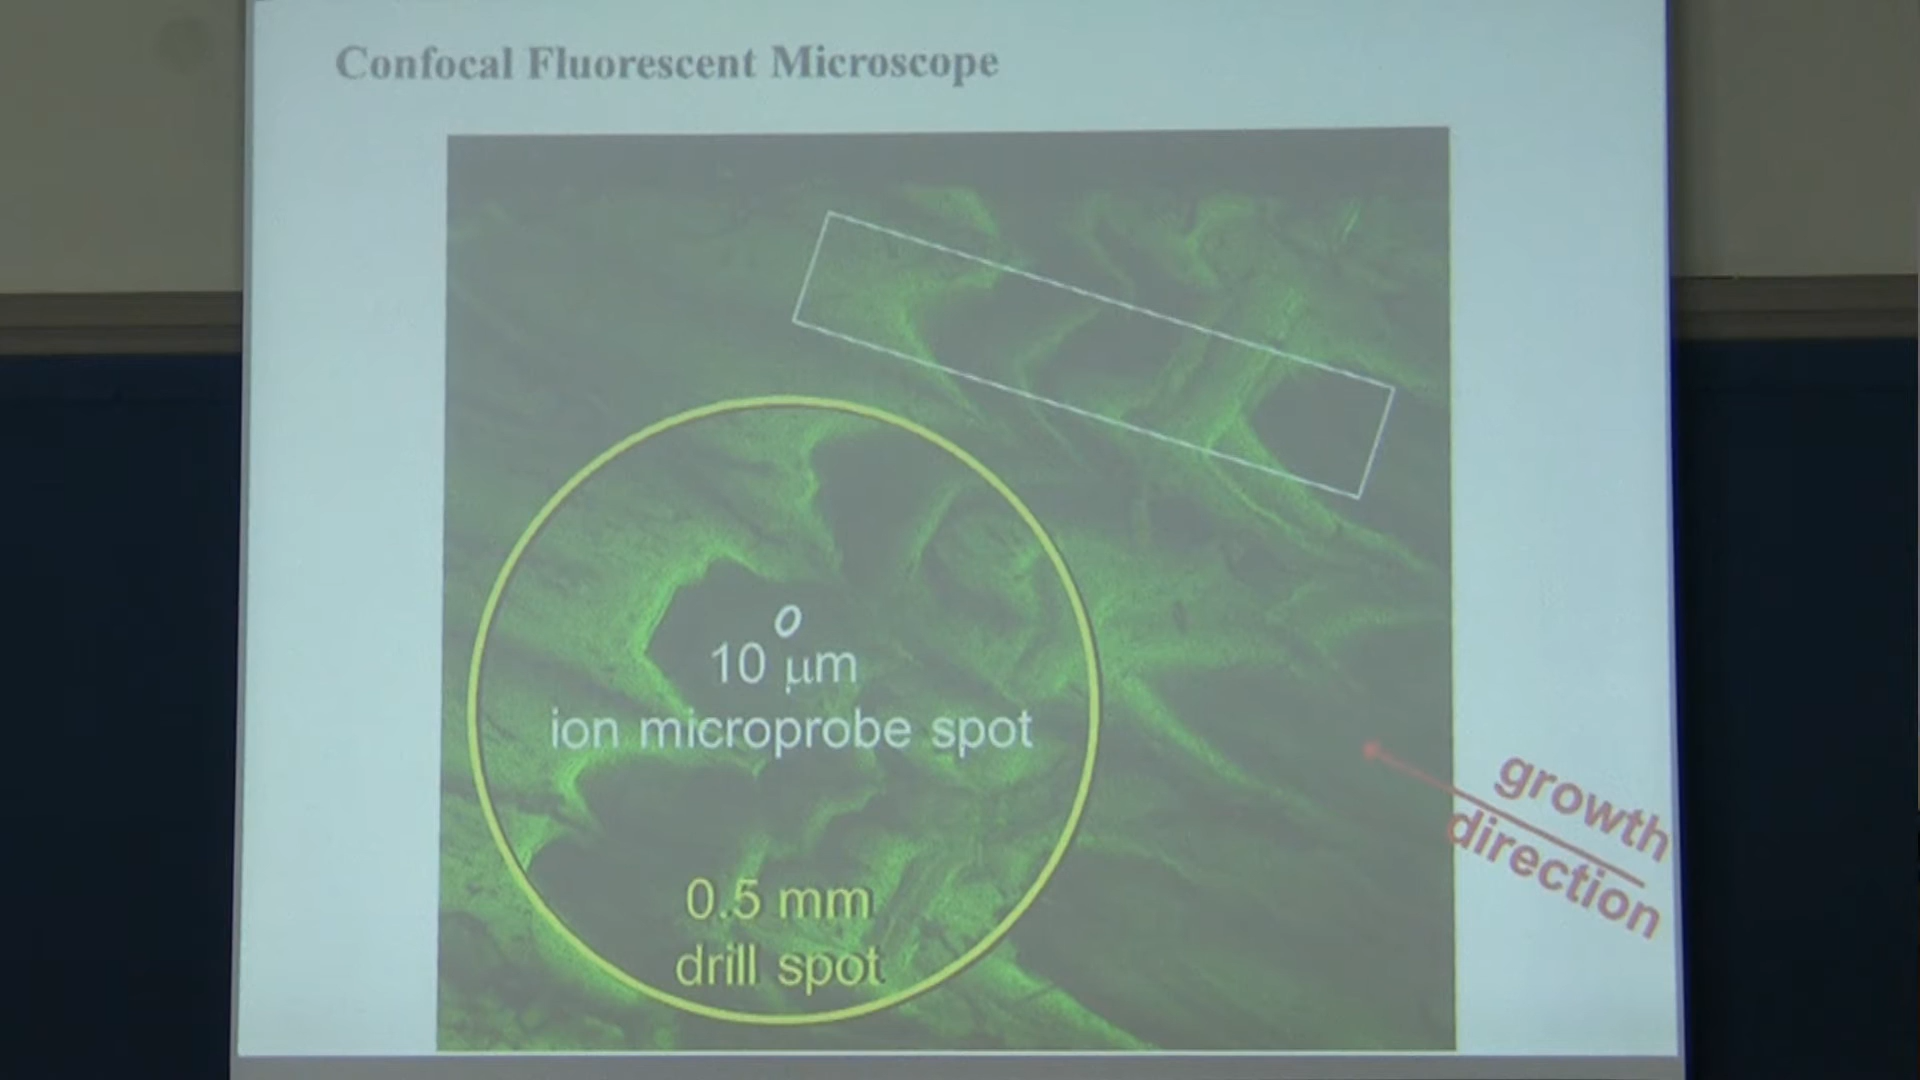 Confocal Fluorescent Microscope
10 μm
ion microprobe spot
0.5 mm
drill spot
growth
direction